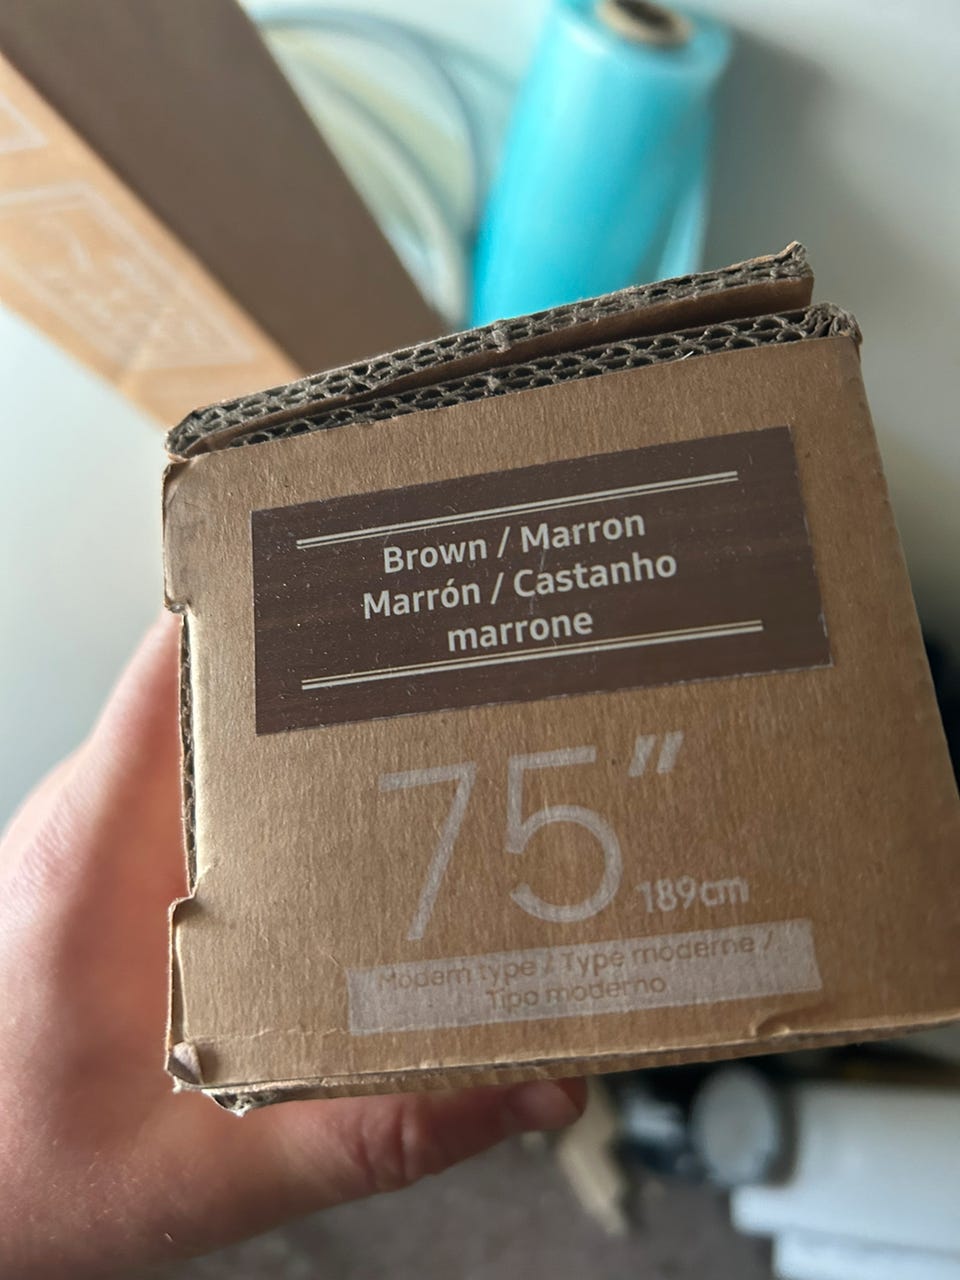 Brown / Marron
Marrón / Castanho
marrone
75"
189cm
Modern type / Type moderne /
Tipo moderno